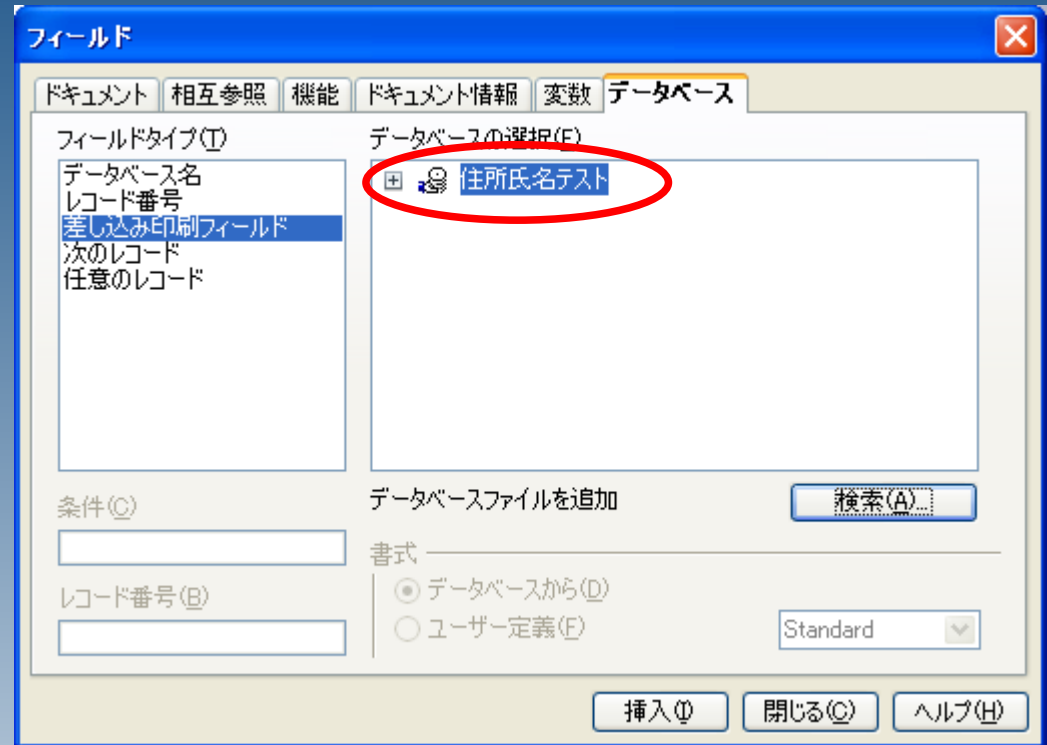 フィールド
ドキュメント 相互参照 機能 ドキュメント情報 変数 データベース
フィールドタイプ(T) データベースの選択(E)
データベース名
レコード番号
差し込み印刷フィールド
次のレコード
任意のレコード
住所氏名テスト
条件(C)
レコード番号(B)
データベースファイルを追加 検索(A)...
書式
データベースから(D)
ユーザー定義(F) Standard
挿入(I) 閉じる(C) ヘルプ(H)